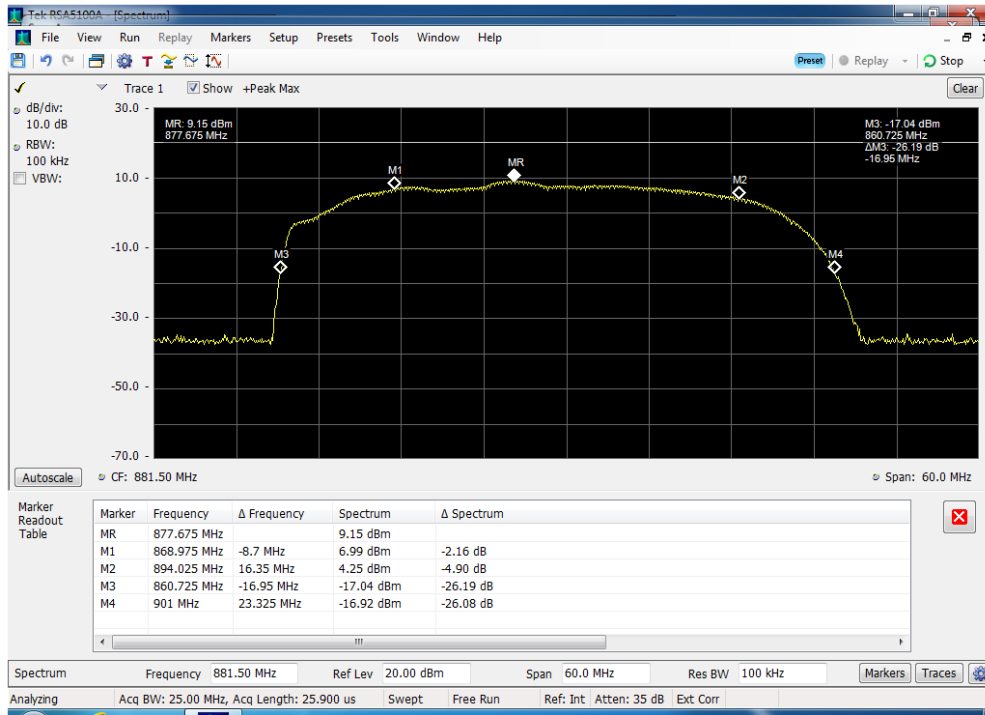 Tek RSA5100A - [Spectrum]
File View Run Replay Markers Setup Presets Tools Window Help
Preset Replay Stop
Trace 1 Show +Peak Max Clear
dB/div:
10.0 dB
RBW:
100 kHz
VBW:
30.0
10.0
-10.0
-30.0
-50.0
-70.0
MR: 9.15 dBm
877.675 MHz
M3: -17.04 dBm
860.725 MHz
ΔM3: -26.19 dB
-16.95 MHz
M1
MR
M2
M3
M4
Autoscale CF: 881.50 MHz Span: 60.0 MHz
Marker
Readout
Table
Marker Frequency Δ Frequency Spectrum Δ Spectrum
MR 877.675 MHz 9.15 dBm
M1 868.975 MHz -8.7 MHz 6.99 dBm -2.16 dB
M2 894.025 MHz 16.35 MHz 4.25 dBm -4.90 dB
M3 860.725 MHz -16.95 MHz -17.04 dBm -26.19 dB
M4 901 MHz 23.325 MHz -16.92 dBm -26.08 dB
Spectrum Frequency 881.50 MHz Ref Lev 20.00 dBm Span 60.0 MHz Res BW 100 kHz Markers Traces
Analyzing Acq BW: 25.00 MHz, Acq Length: 25.900 us Swept Free Run Ref: Int Atten: 35 dB Ext Corr